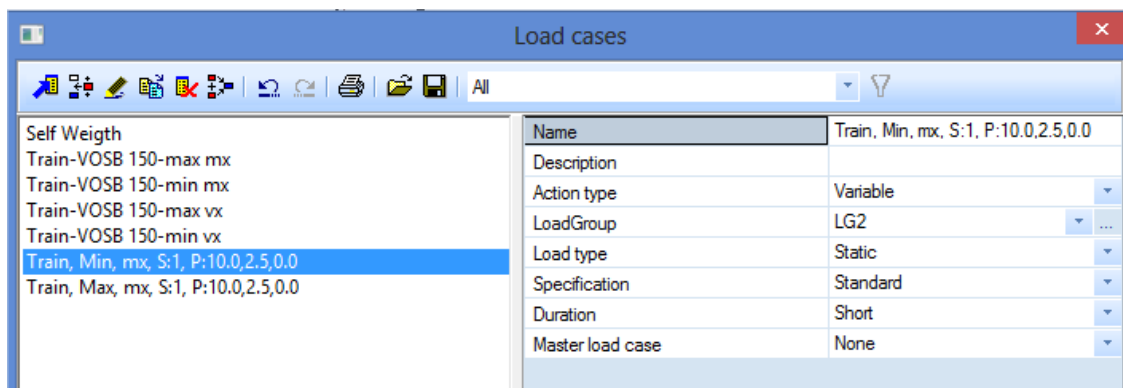 Load cases
All
Self Weigth
Train-VOSB 150-max mx
Train-VOSB 150-min mx
Train-VOSB 150-max vx
Train-VOSB 150-min vx
Train, Min, mx, S:1, P:10.0,2.5,0.0
Train, Max, mx, S:1, P:10.0,2.5,0.0
Name Train, Min, mx, S:1, P:10.0,2.5,0.0
Description
Action type Variable
LoadGroup LG2 ...
Load type Static
Specification Standard
Duration Short
Master load case None